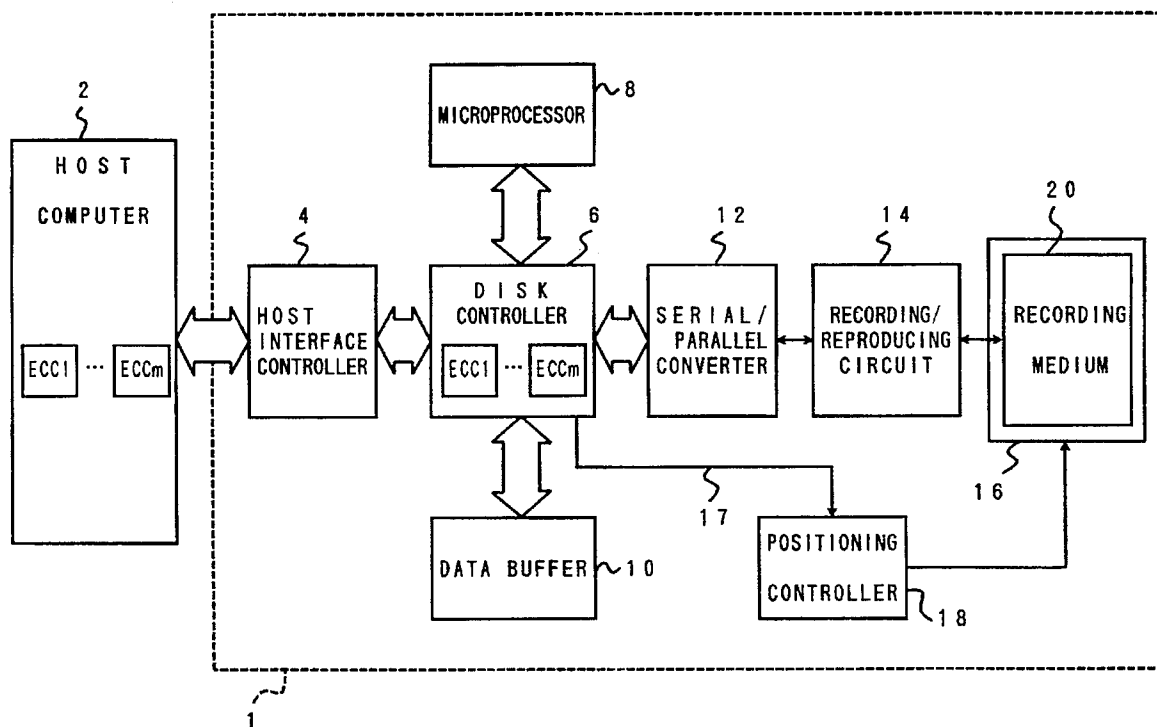 2
HOST
COMPUTER
ECC1 ... ECCm
4
HOST
INTERFACE
CONTROLLER
MICROPROCESSOR
8
6
DISK
CONTROLLER
ECC1 ... ECCm
DATA BUFFER
10
12
SERIAL/
PARALLEL
CONVERTER
14
RECORDING/
REPRODUCING
CIRCUIT
20
RECORDING
MEDIUM
16
17
POSITIONING
CONTROLLER
18
1